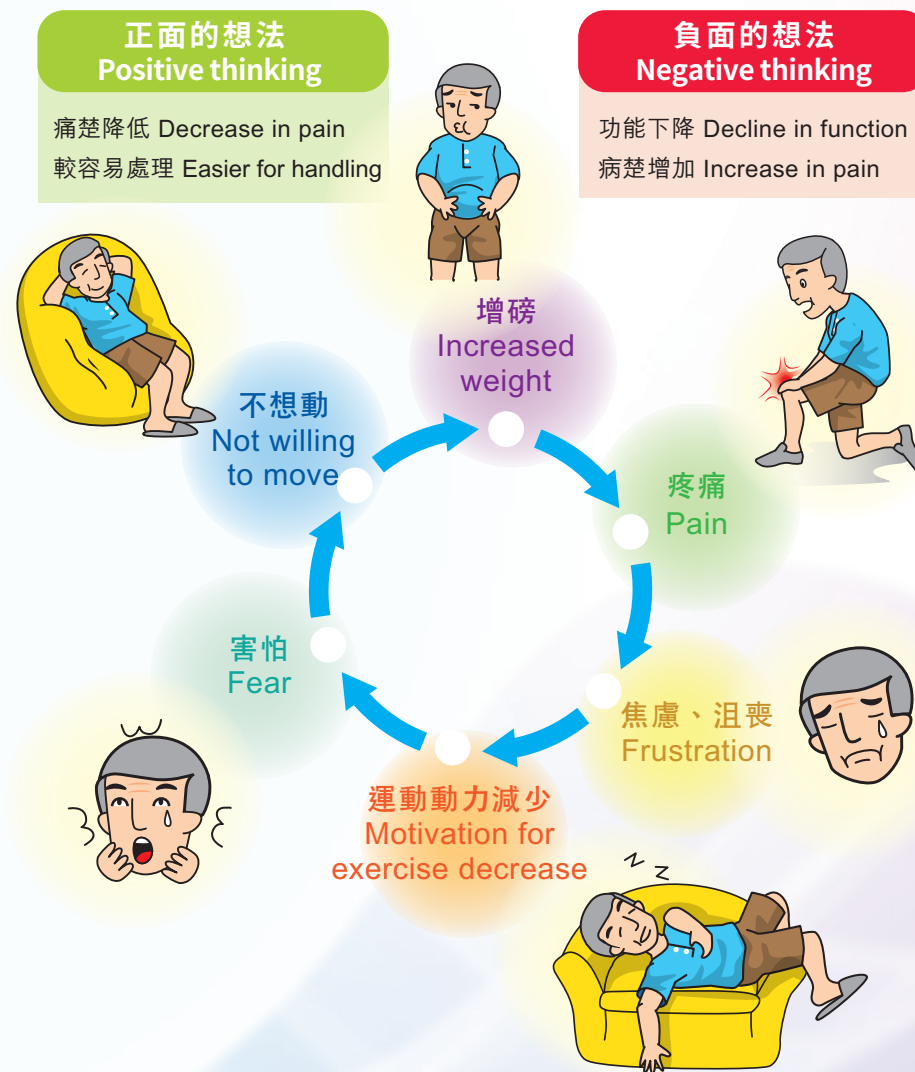 正面的想法
Positive thinking
痛楚降低 Decrease in pain
較容易處理 Easier for handling
負面的想法
Negative thinking
功能下降 Decline in function
病楚增加 Increase in pain
增磅
Increased
weight
疼痛
Pain
焦慮、沮喪
Frustration
運動動力減少
Motivation for
exercise decrease
害怕
Fear
不想動
Not willing
to move
z z